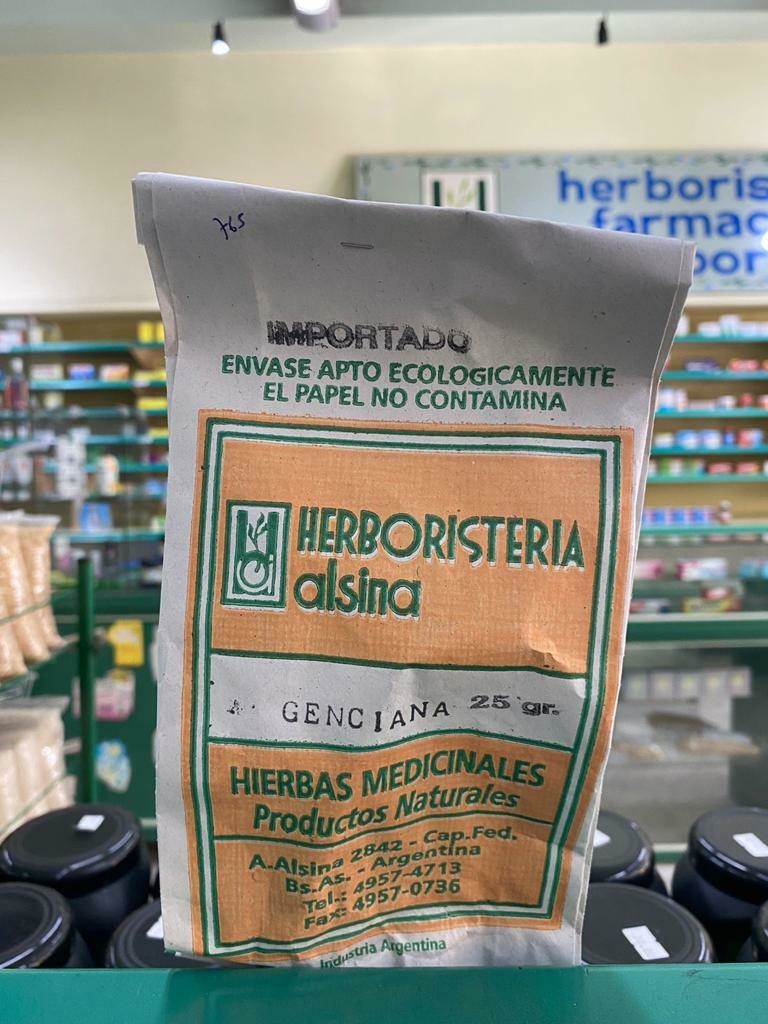 herboris
farmac
por
765
IMPORTADO
ENVASE APTO ECOLOGICAMENTE
EL PAPEL NO CONTAMINA
HERBORISTERIA
alsina
GENCIANA 25 gr.
HIERBAS MEDICINALES
Productos Naturales
A.Alsina 2842 - Cap.Fed.
Bs.As. - Argentina
Tel.: 4957-4713
Fax: 4957-0736
Industria Argentina